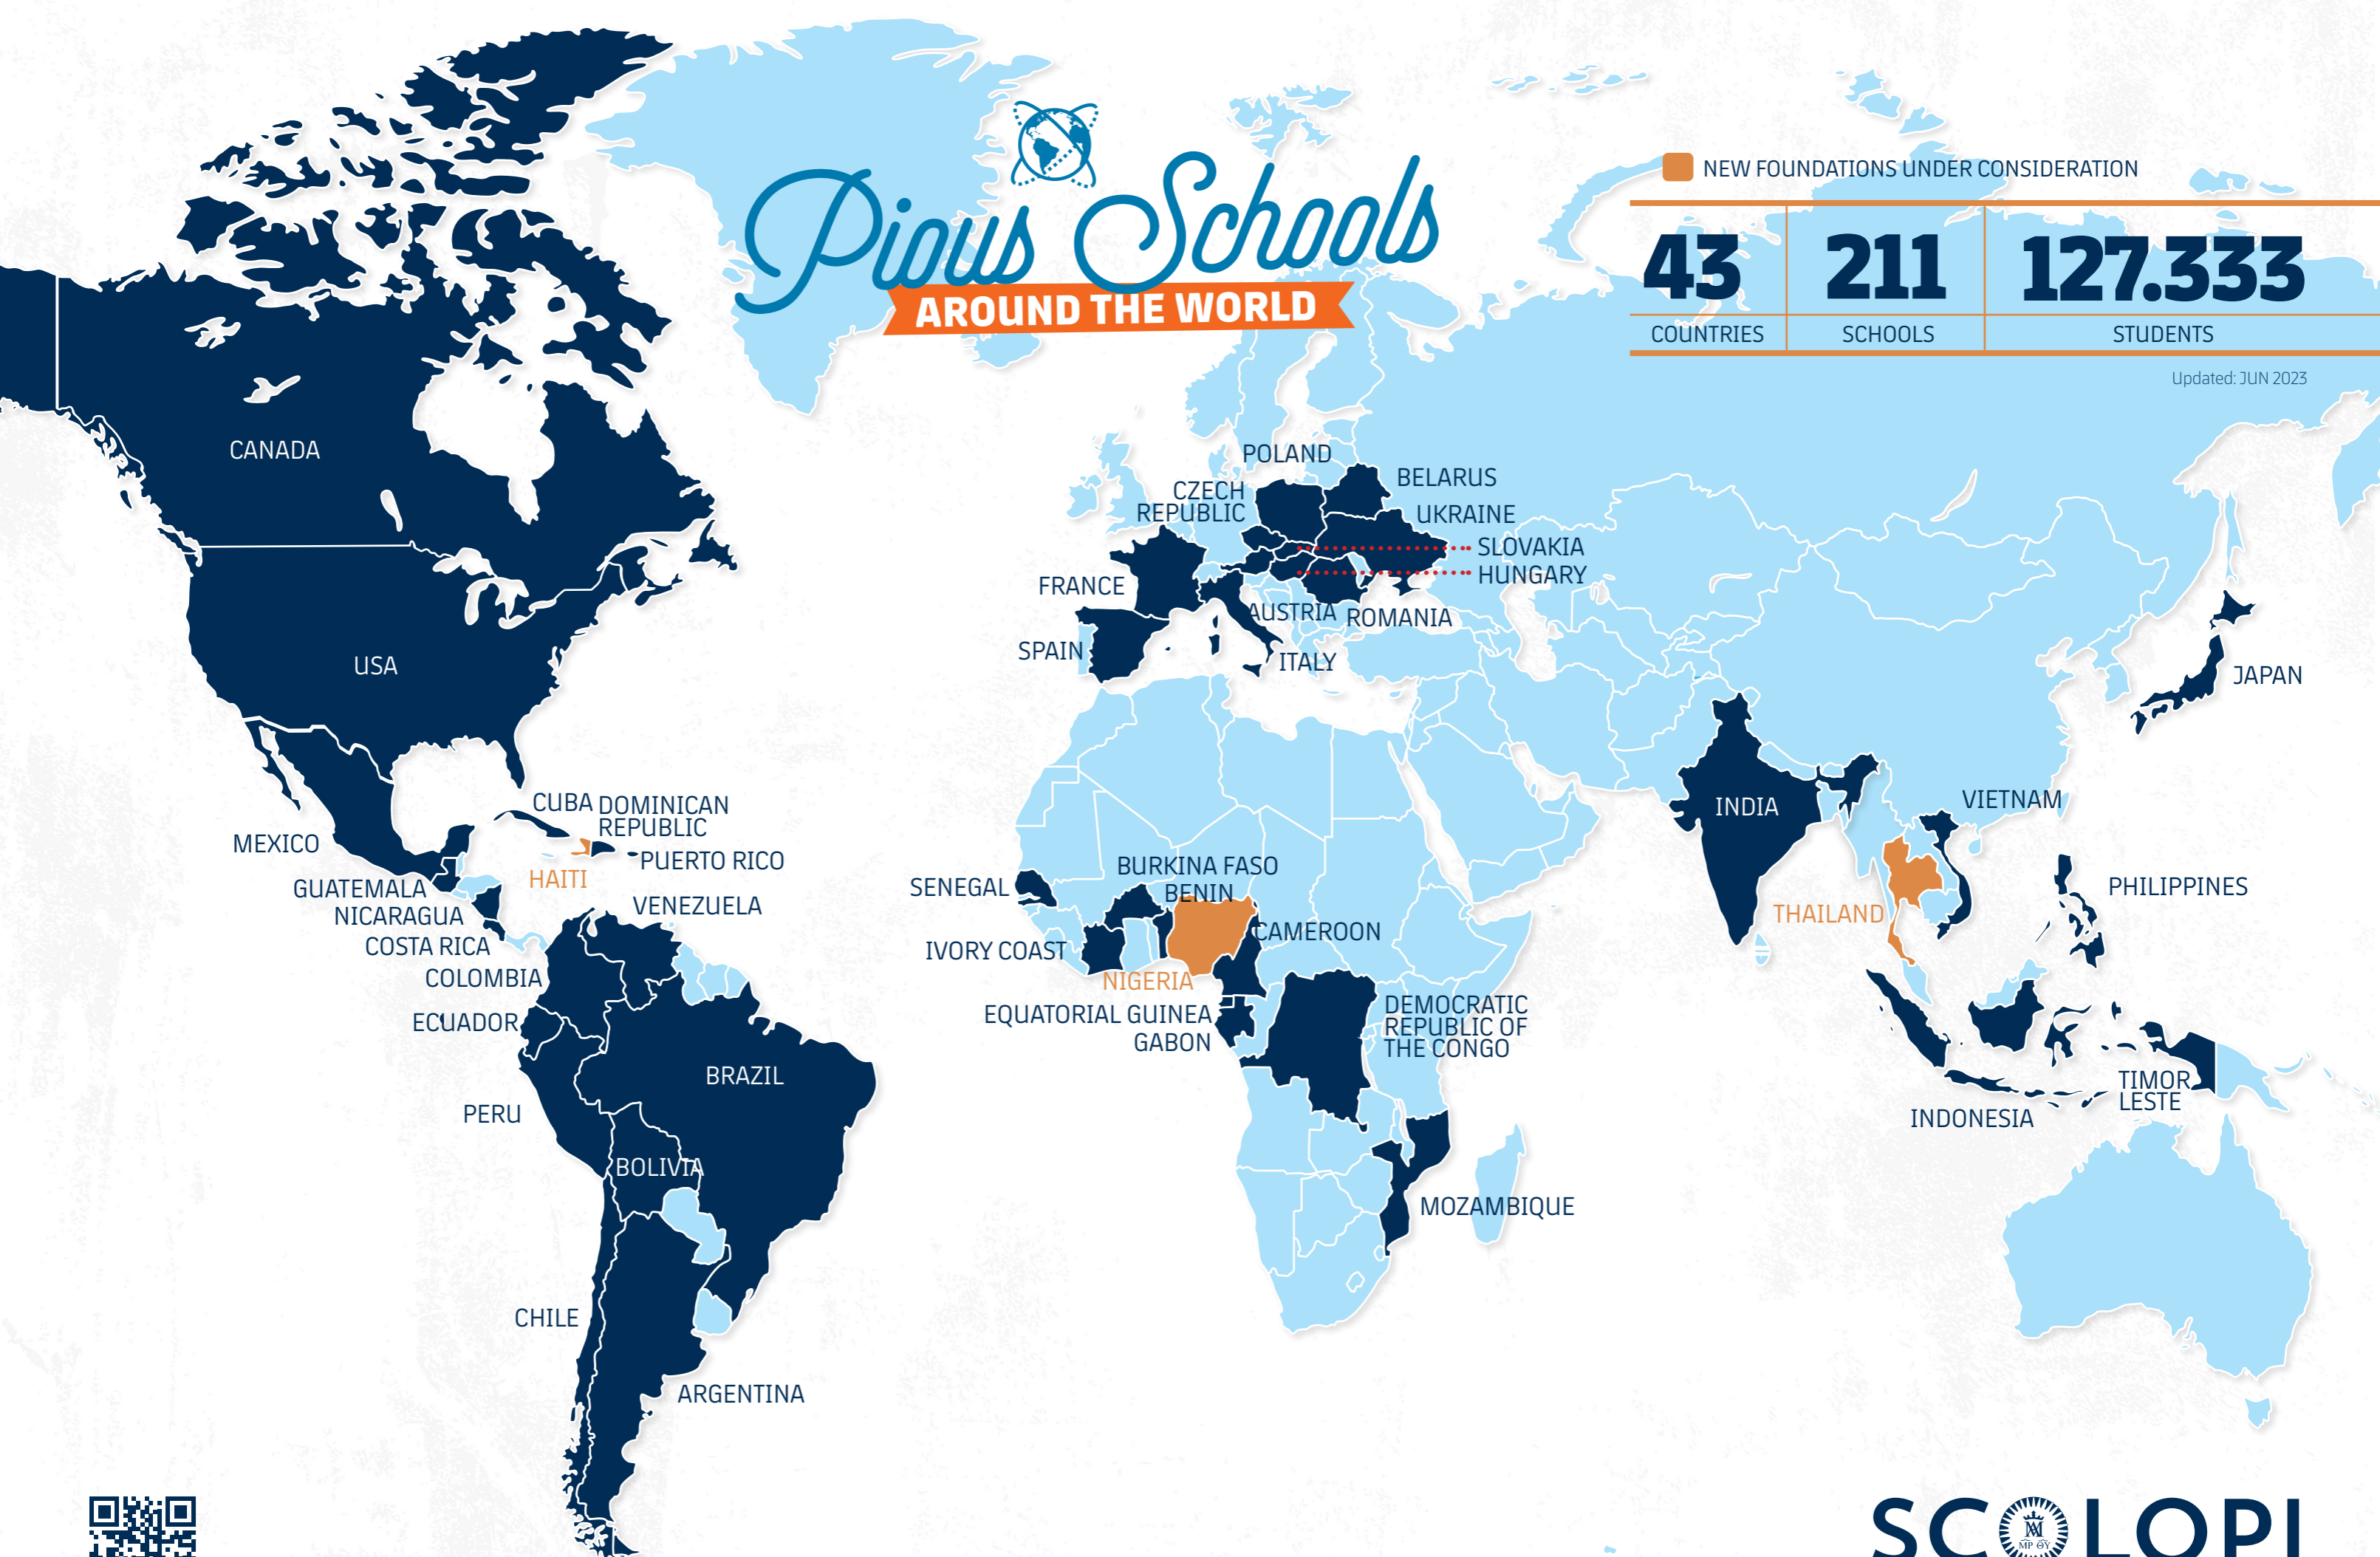 Pious Schools
AROUND THE WORLD
NEW FOUNDATIONS UNDER CONSIDERATION
43
COUNTRIES
211
SCHOOLS
127.333
STUDENTS
Updated: JUN 2023
CANADA
USA
MEXICO
GUATEMALA
NICARAGUA
COSTA RICA
COLOMBIA
ECUADOR
PERU
CHILE
CUBA
DOMINICAN
REPUBLIC
PUERTO RICO
HAITI
VENEZUELA
BRAZIL
BOLIVIA
ARGENTINA
POLAND
BELARUS
CZECH
REPUBLIC
UKRAINE
SLOVAKIA
HUNGARY
FRANCE
AUSTRIA
ROMANIA
SPAIN
ITALY
SENEGAL
BURKINA FASO
BENIN
IVORY COAST
CAMEROON
NIGERIA
EQUATORIAL GUINEA
GABON
DEMOCRATIC
REPUBLIC OF
THE CONGO
MOZAMBIQUE
JAPAN
INDIA
VIETNAM
THAILAND
PHILIPPINES
TIMOR
LESTE
INDONESIA
SCOLOPI
MP ΘY